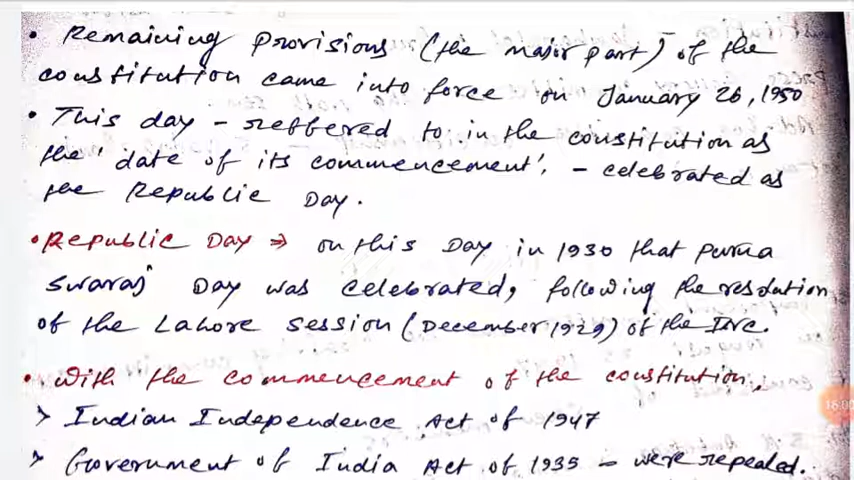 • Remaining provisions (the major part) of the
constitution came into force on January 26, 1950
• This day – reffered to in the constitution as
the 'date of its commencement', – celebrated as
the Republic Day.
• Republic Day ⇒ on this Day in 1930 that Purna
Swaraj Day was celebrated, following the resolution
of the Lahore session (December 1929) of the INC.
• With the commencement of the constitution,
> Indian Independence Act of 1947
> Government of India Act of 1935 – were repealed.
16:00